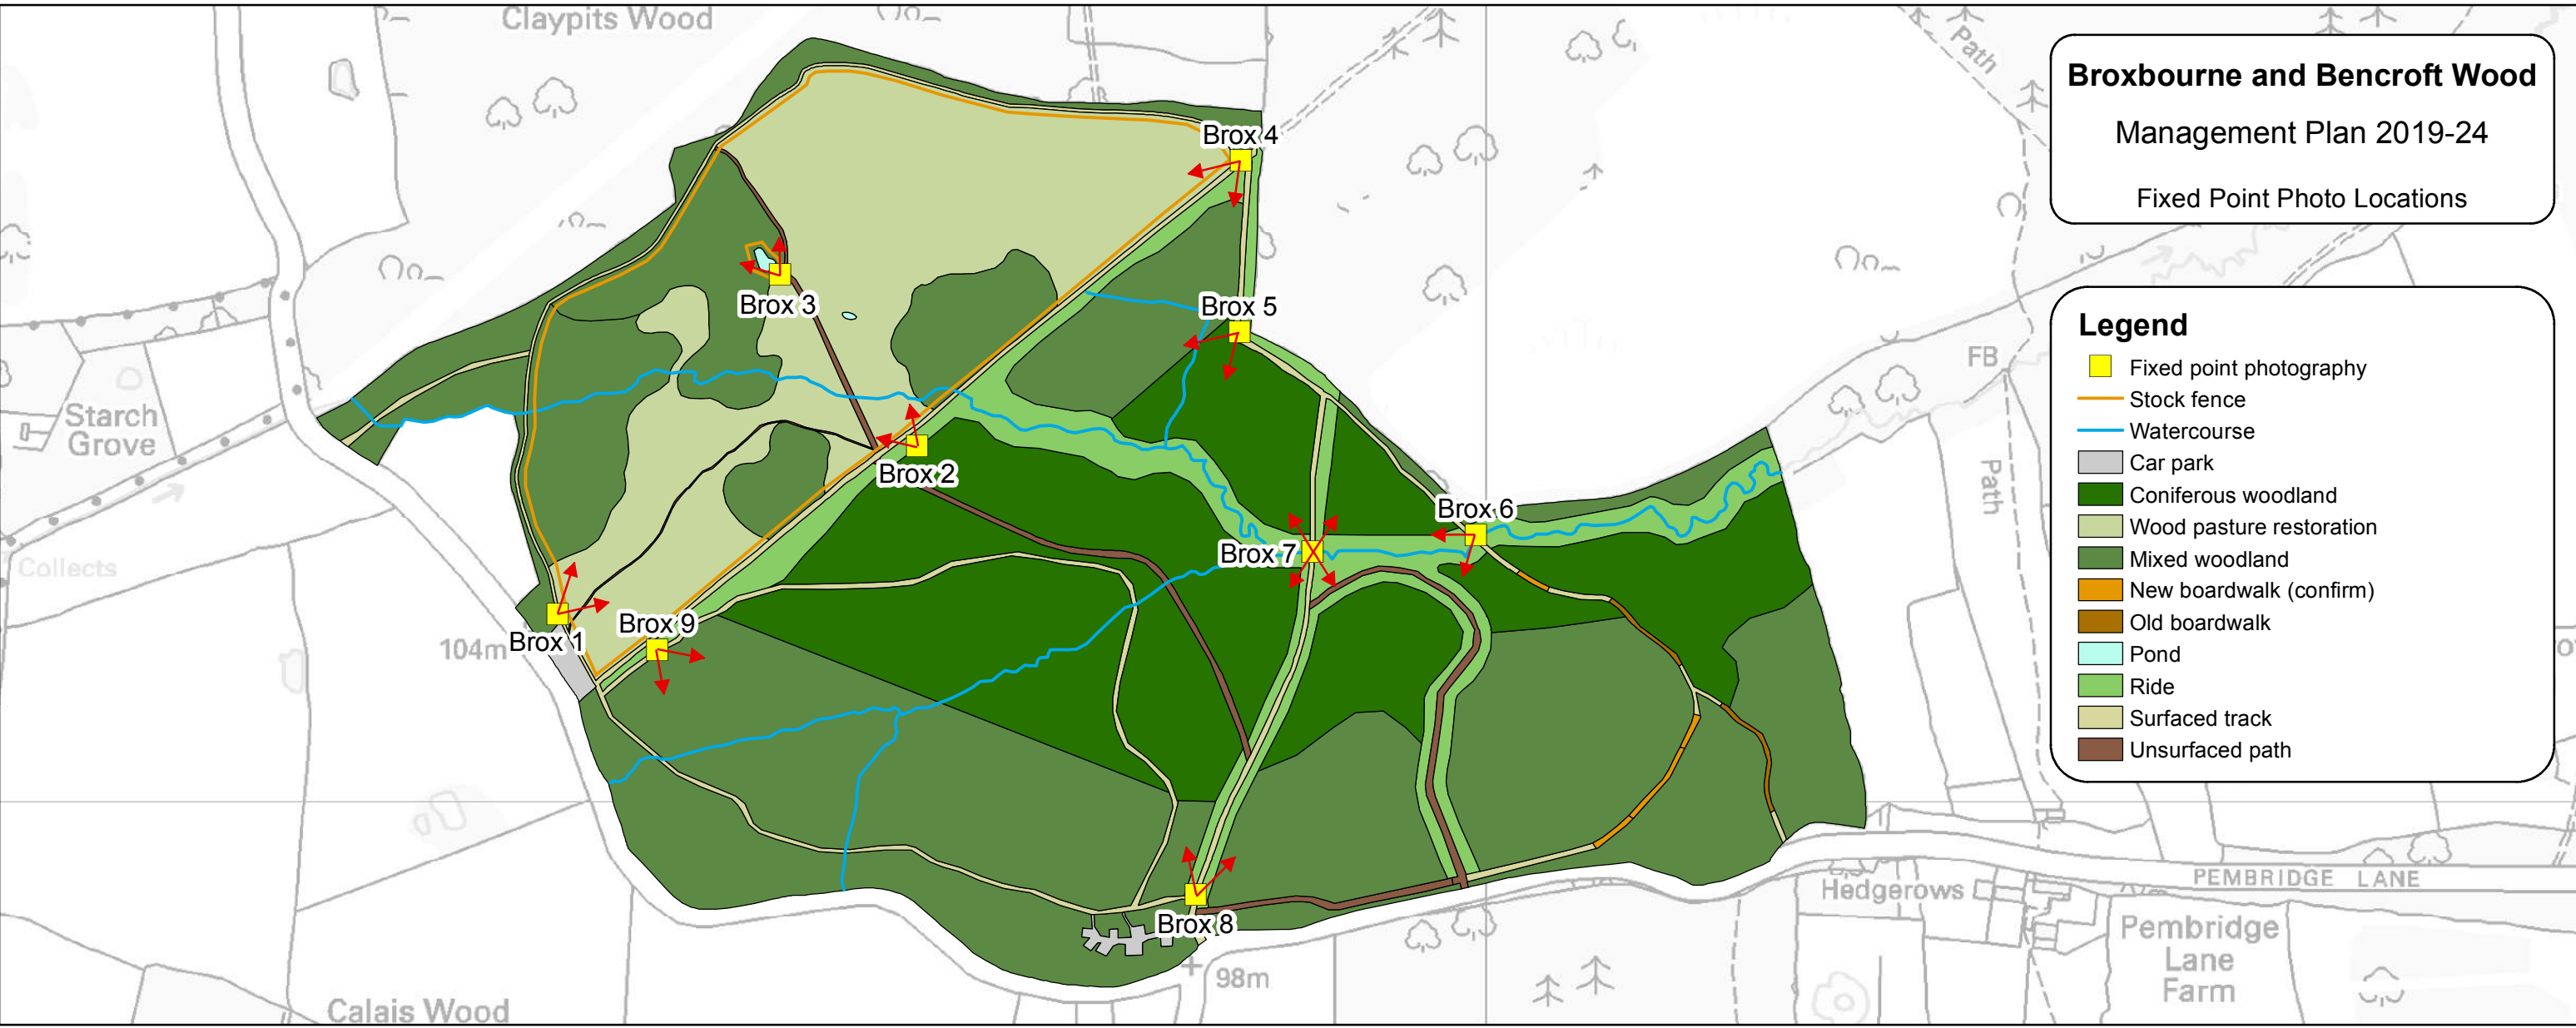 Claypits Wood
Path
Broxbourne and Bencroft Wood
Management Plan 2019-24
Fixed Point Photo Locations
Brox 4
Brox 3
Brox 5
Legend
Fixed point photography
Stock fence
Watercourse
Car park
Coniferous woodland
Wood pasture restoration
Mixed woodland
New boardwalk (confirm)
Old boardwalk
Pond
Ride
Surfaced track
Unsurfaced path
FB
Starch
Grove
Brox 2
Path
Brox 6
Brox 7
Collects
Brox 9
Brox 1
104m
Brox 8
98m
Hedgerows
PEMBRIDGE LANE
Pembridge
Lane
Farm
Calais Wood